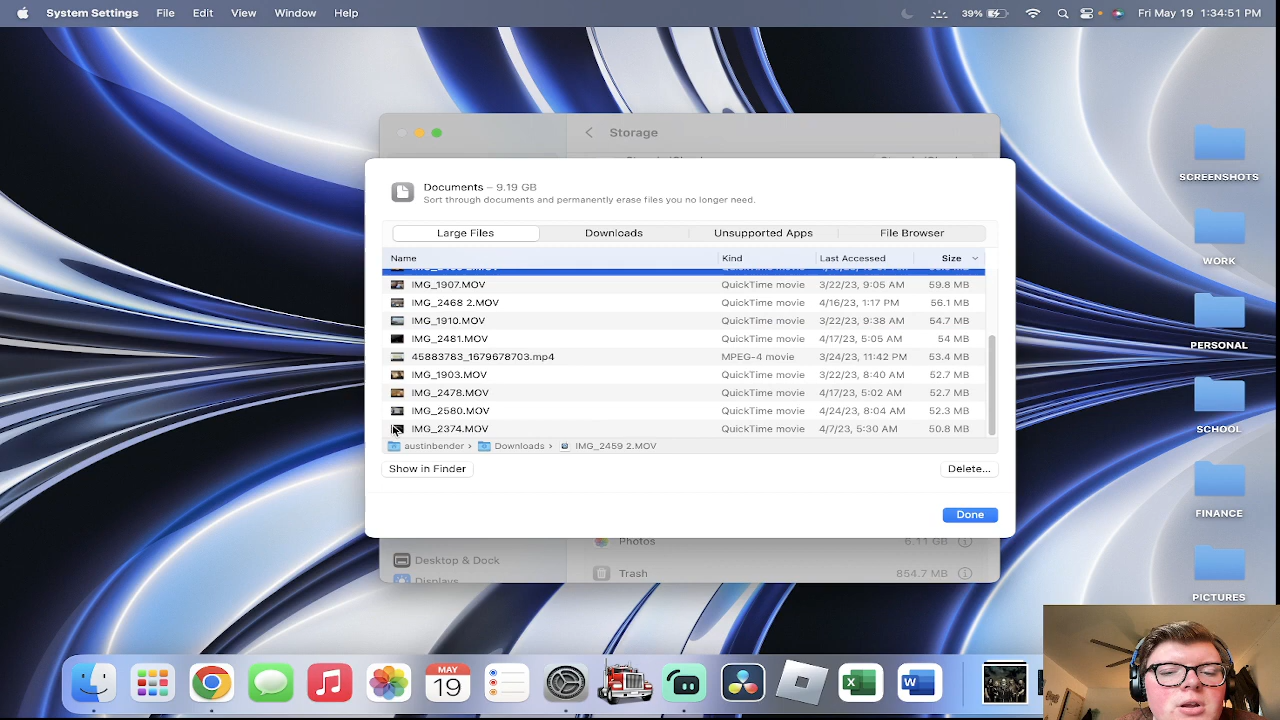 System Settings File Edit View Window Help 39% Fri May 19 1:34:51 PM
Storage
Documents – 9.19 GB
Sort through documents and permanently erase files you no longer need.
Large Files Downloads Unsupported Apps File Browser
Name Kind Last Accessed Size
IMG_1907.MOV QuickTime movie 3/22/23, 9:05 AM 59.8 MB
IMG_2468 2.MOV QuickTime movie 4/16/23, 1:17 PM 56.1 MB
IMG_1910.MOV QuickTime movie 3/22/23, 9:38 AM 54.7 MB
IMG_2481.MOV QuickTime movie 4/17/23, 5:05 AM 54 MB
45883783_1679678703.mp4 MPEG-4 movie 3/24/23, 11:42 PM 53.4 MB
IMG_1903.MOV QuickTime movie 3/22/23, 8:40 AM 52.7 MB
IMG_2478.MOV QuickTime movie 4/17/23, 5:02 AM 52.7 MB
IMG_2580.MOV QuickTime movie 4/24/23, 8:04 AM 52.3 MB
IMG_2374.MOV QuickTime movie 4/7/23, 5:30 AM 50.8 MB
austinbender › Downloads › IMG_2459 2.MOV
Show in Finder Delete...
Done
Photos 6.11 GB
Desktop & Dock
Trash 854.7 MB
Displays
SCREENSHOTS
WORK
PERSONAL
SCHOOL
FINANCE
PICTURES
MAY
19
X
W